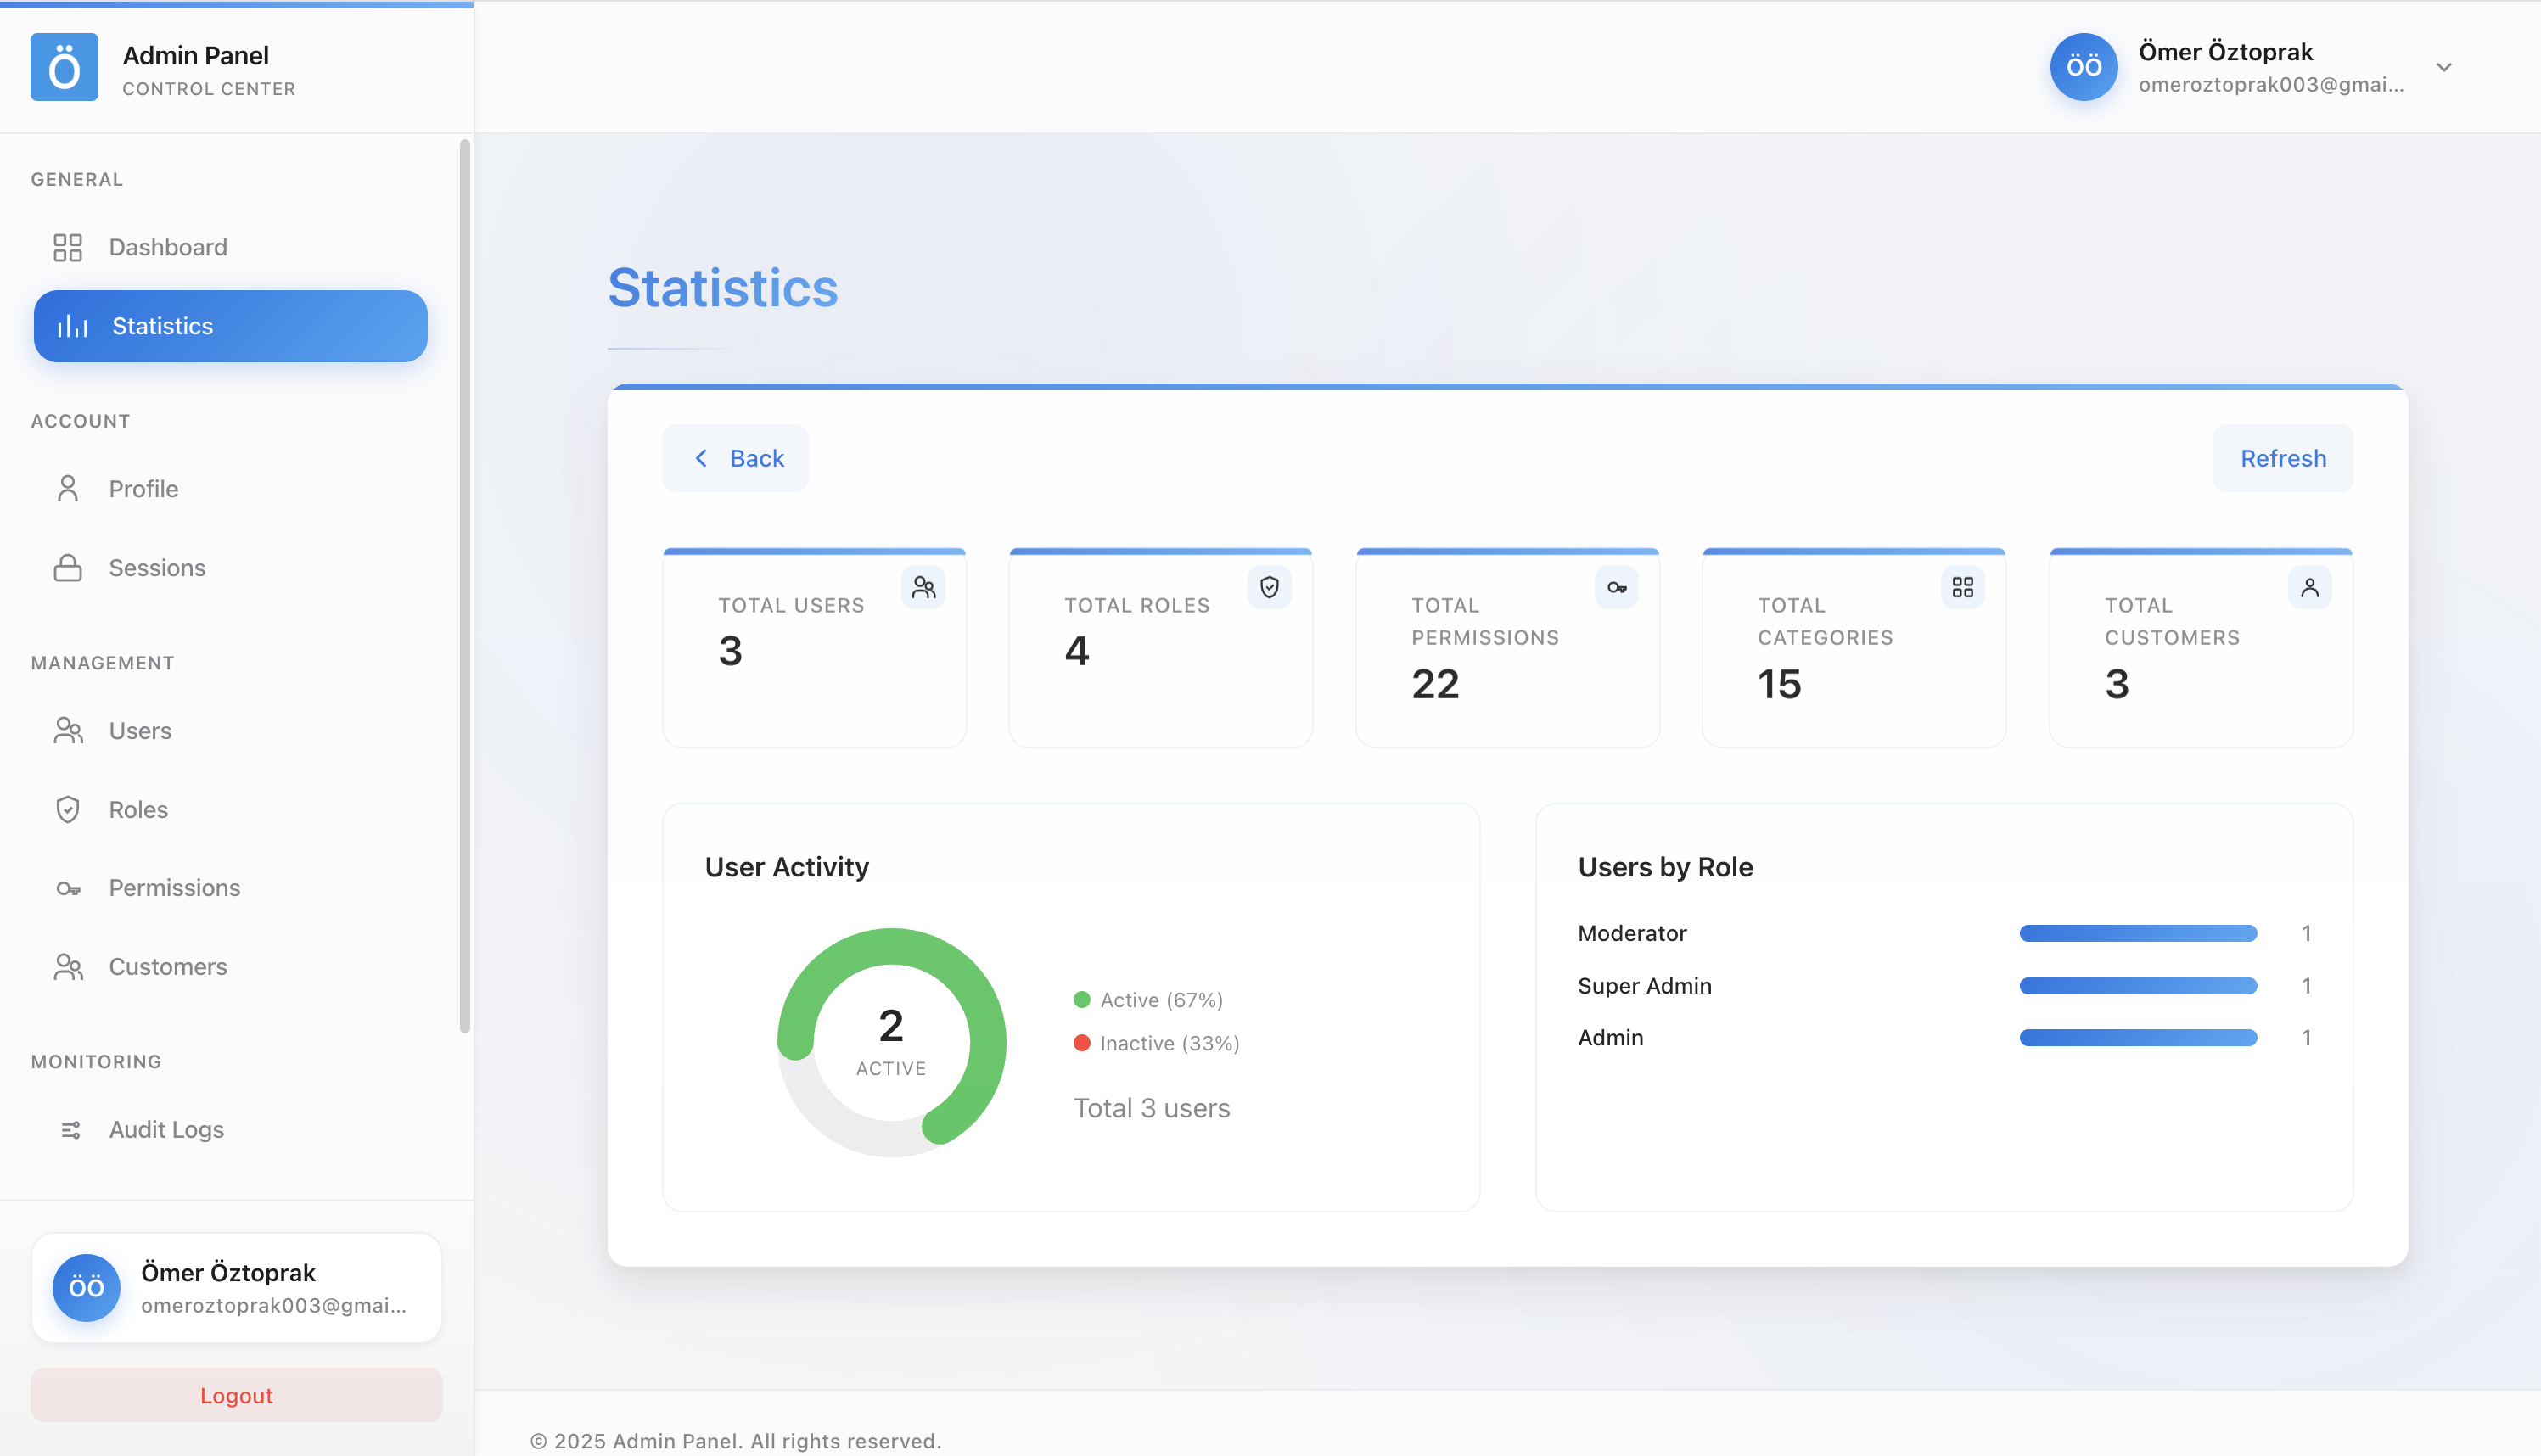 Ö
Admin Panel
CONTROL CENTER
ÖÖ
Ömer Öztoprak
omeroztoprak003@gmai...
GENERAL
Dashboard
Statistics
ACCOUNT
Profile
Sessions
MANAGEMENT
Users
Roles
Permissions
Customers
MONITORING
Audit Logs
ÖÖ
Ömer Öztoprak
omeroztoprak003@gmai...
Logout
Statistics
Back
Refresh
TOTAL USERS
3
TOTAL ROLES
4
TOTAL
PERMISSIONS
22
TOTAL
CATEGORIES
15
TOTAL
CUSTOMERS
3
User Activity
2
ACTIVE
Active (67%)
Inactive (33%)
Total 3 users
Users by Role
Moderator 1
Super Admin 1
Admin 1
© 2025 Admin Panel. All rights reserved.